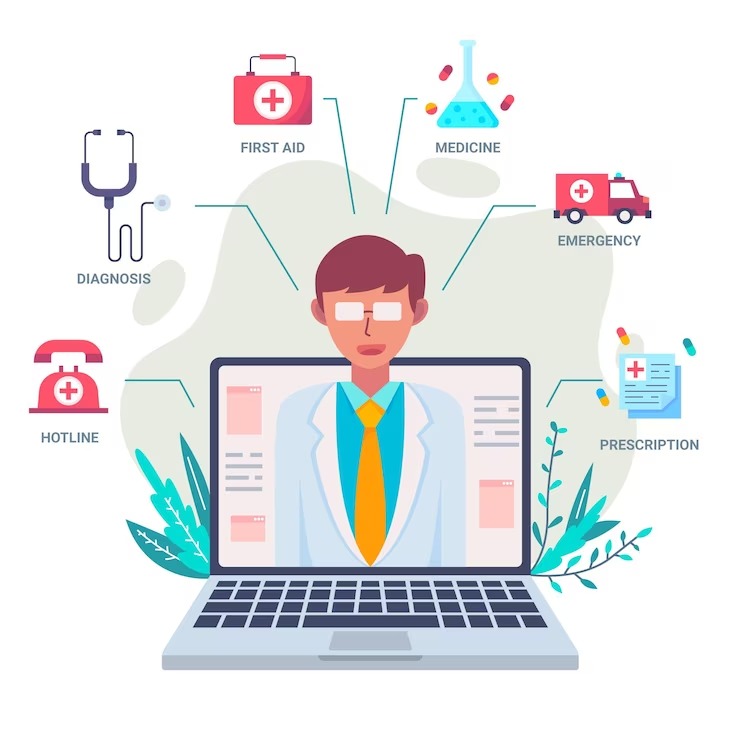 FIRST AID
MEDICINE
EMERGENCY
DIAGNOSIS
HOTLINE
PRESCRIPTION